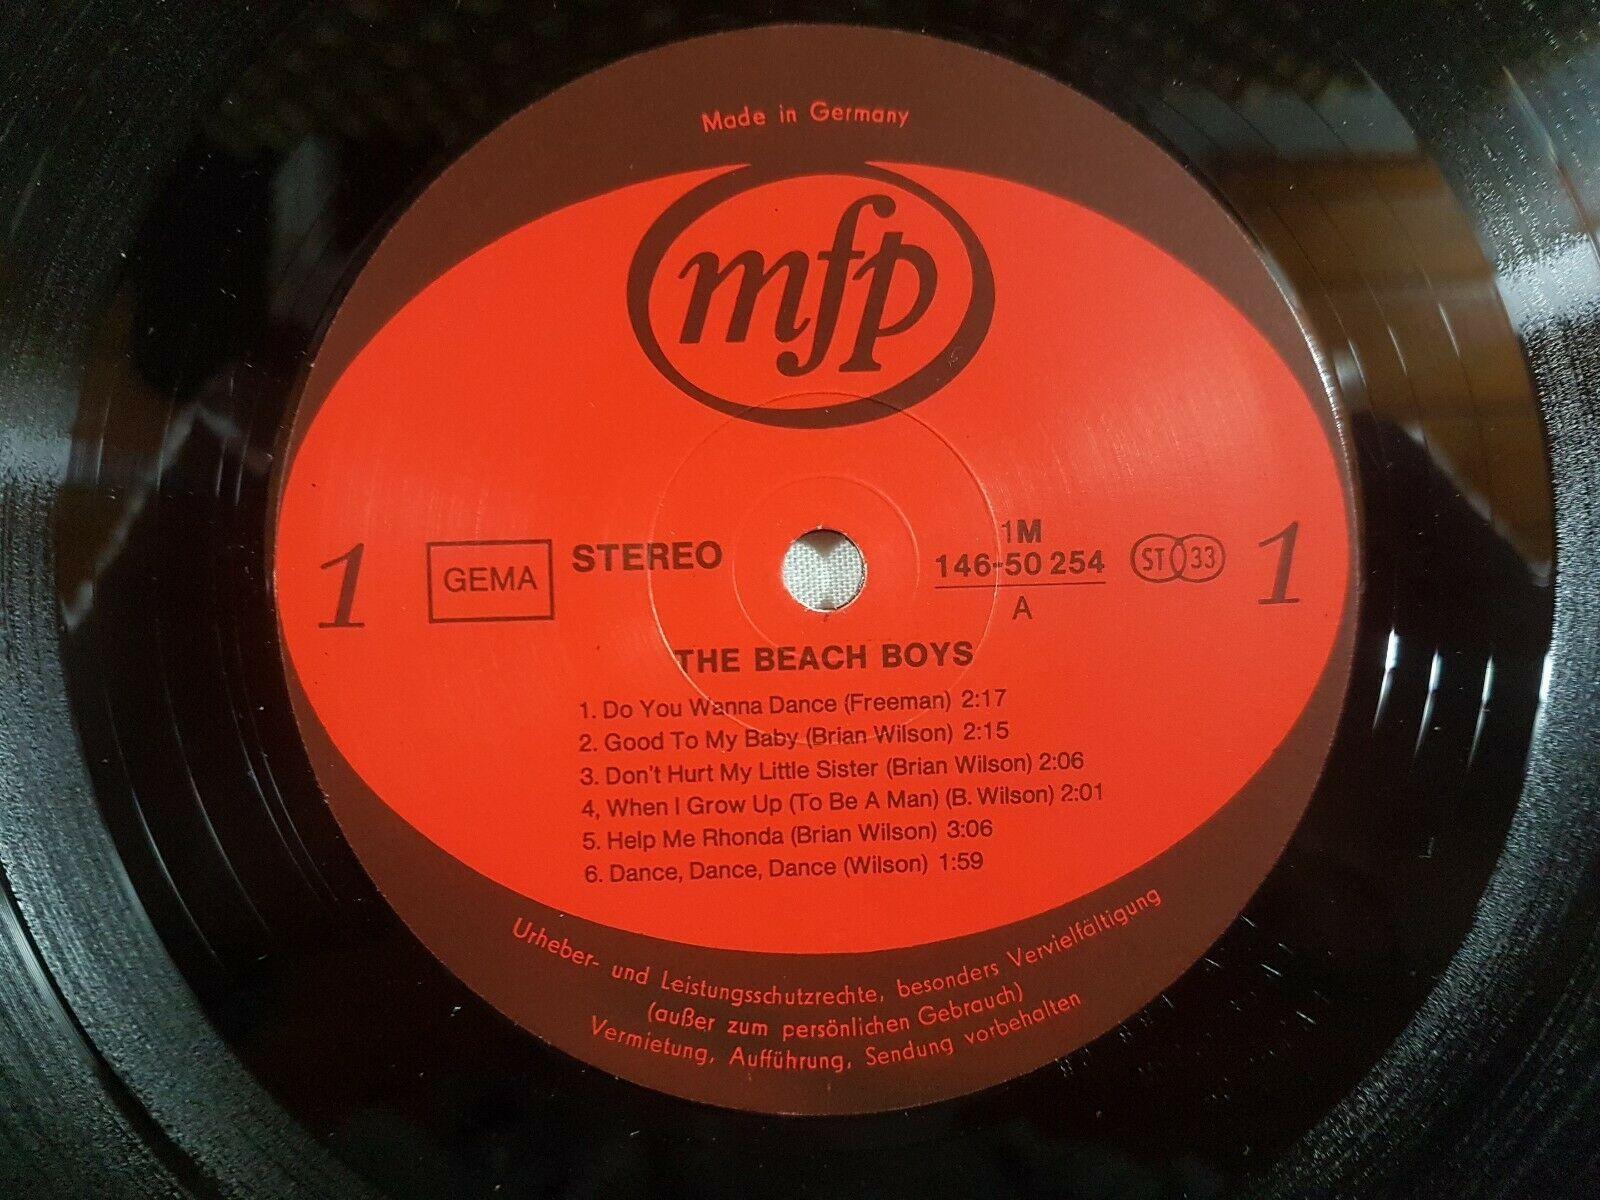 Made in Germany
mfp
1
GEMA
STEREO
1M
146-50 254
A
ST 33
1
THE BEACH BOYS
1. Do You Wanna Dance (Freeman) 2:17
2. Good To My Baby (Brian Wilson) 2:15
3. Don't Hurt My Little Sister (Brian Wilson) 2:06
4, When I Grow Up (To Be A Man) (B. Wilson) 2:01
5. Help Me Rhonda (Brian Wilson) 3:06
6. Dance, Dance, Dance (Wilson) 1:59
Urheber- und Leistungsschutzrechte, besonders Vervielfältigung
(außer zum persönlichen Gebrauch)
Vermietung, Aufführung, Sendung vorbehalten